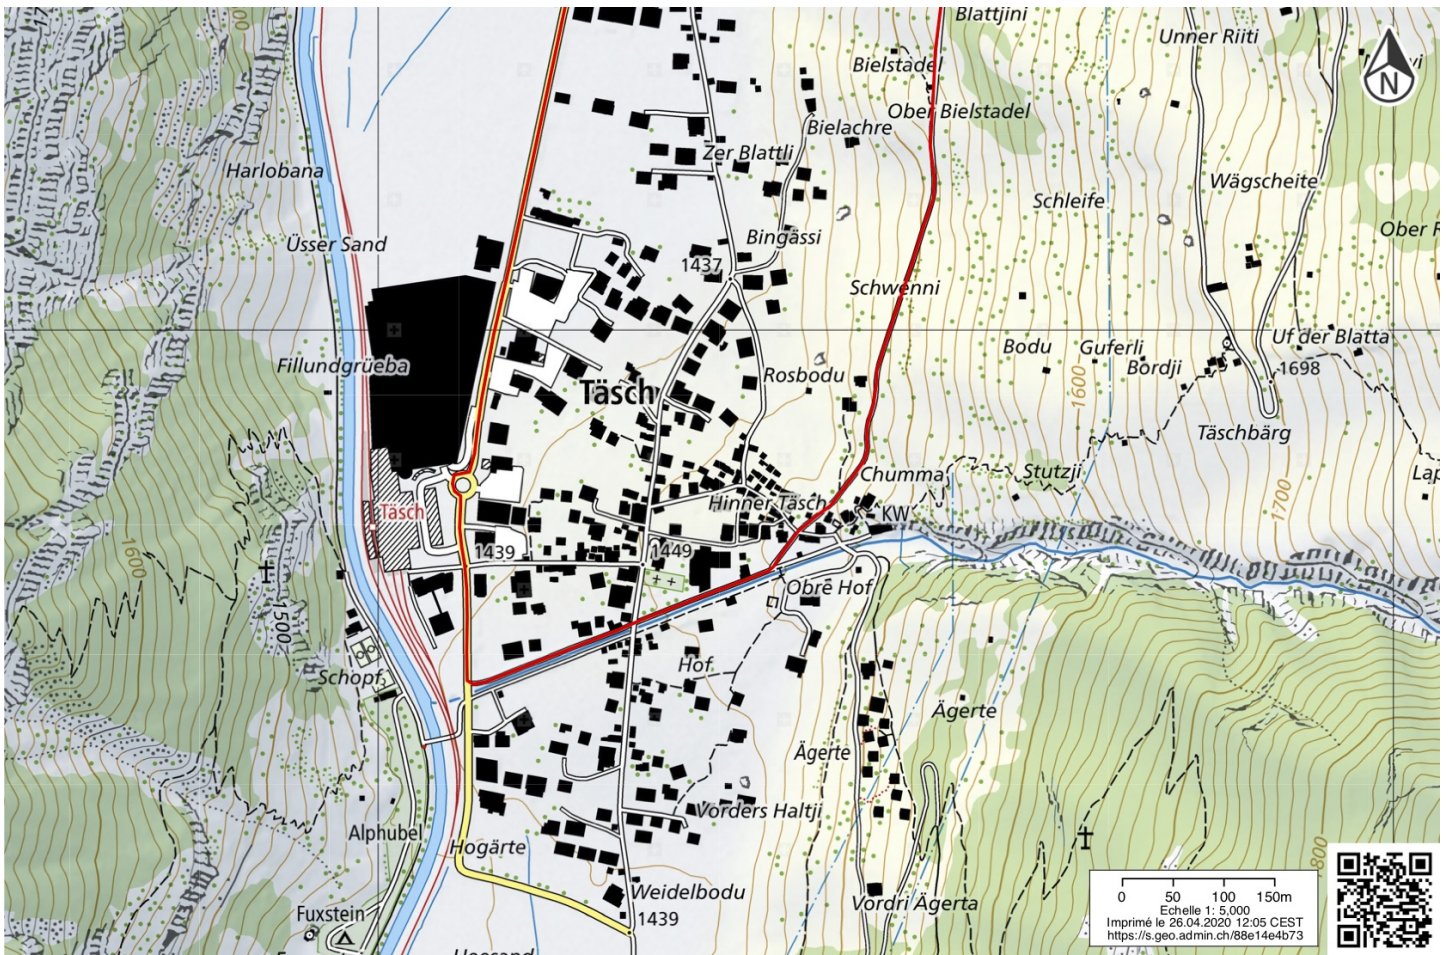 1700
Blattjini
Unner Riiti
Bielstadel
N
Ober Bielstadel
Bielachre
Zer Blattli
Harlobana
Wägscheite
Schleife
Üsser Sand
Bingässi
Ober R
1437
Schwenni
Uf der Blatta
Bodu
Guferli
Bordji
1698
Fillundgrüeba
Täsch
Rosbodu
1600
Täschbärg
Chumma
Stutzji
Lap
Hinner Täsch
1700
Täsch
KW
1600
1439
1449
Obre Hof
1500
Hof
Schopf
Ägerte
Ägerte
Vorders Haltji
Alphubel
Hogärte
1800
Weidelbodu
Vordri Ägerta
Fuxstein
1439
0 50 100 150m
Echelle 1: 5,000
Imprimé le 26.04.2020 12:05 CEST
https://s.geo.admin.ch/88e14e4b73